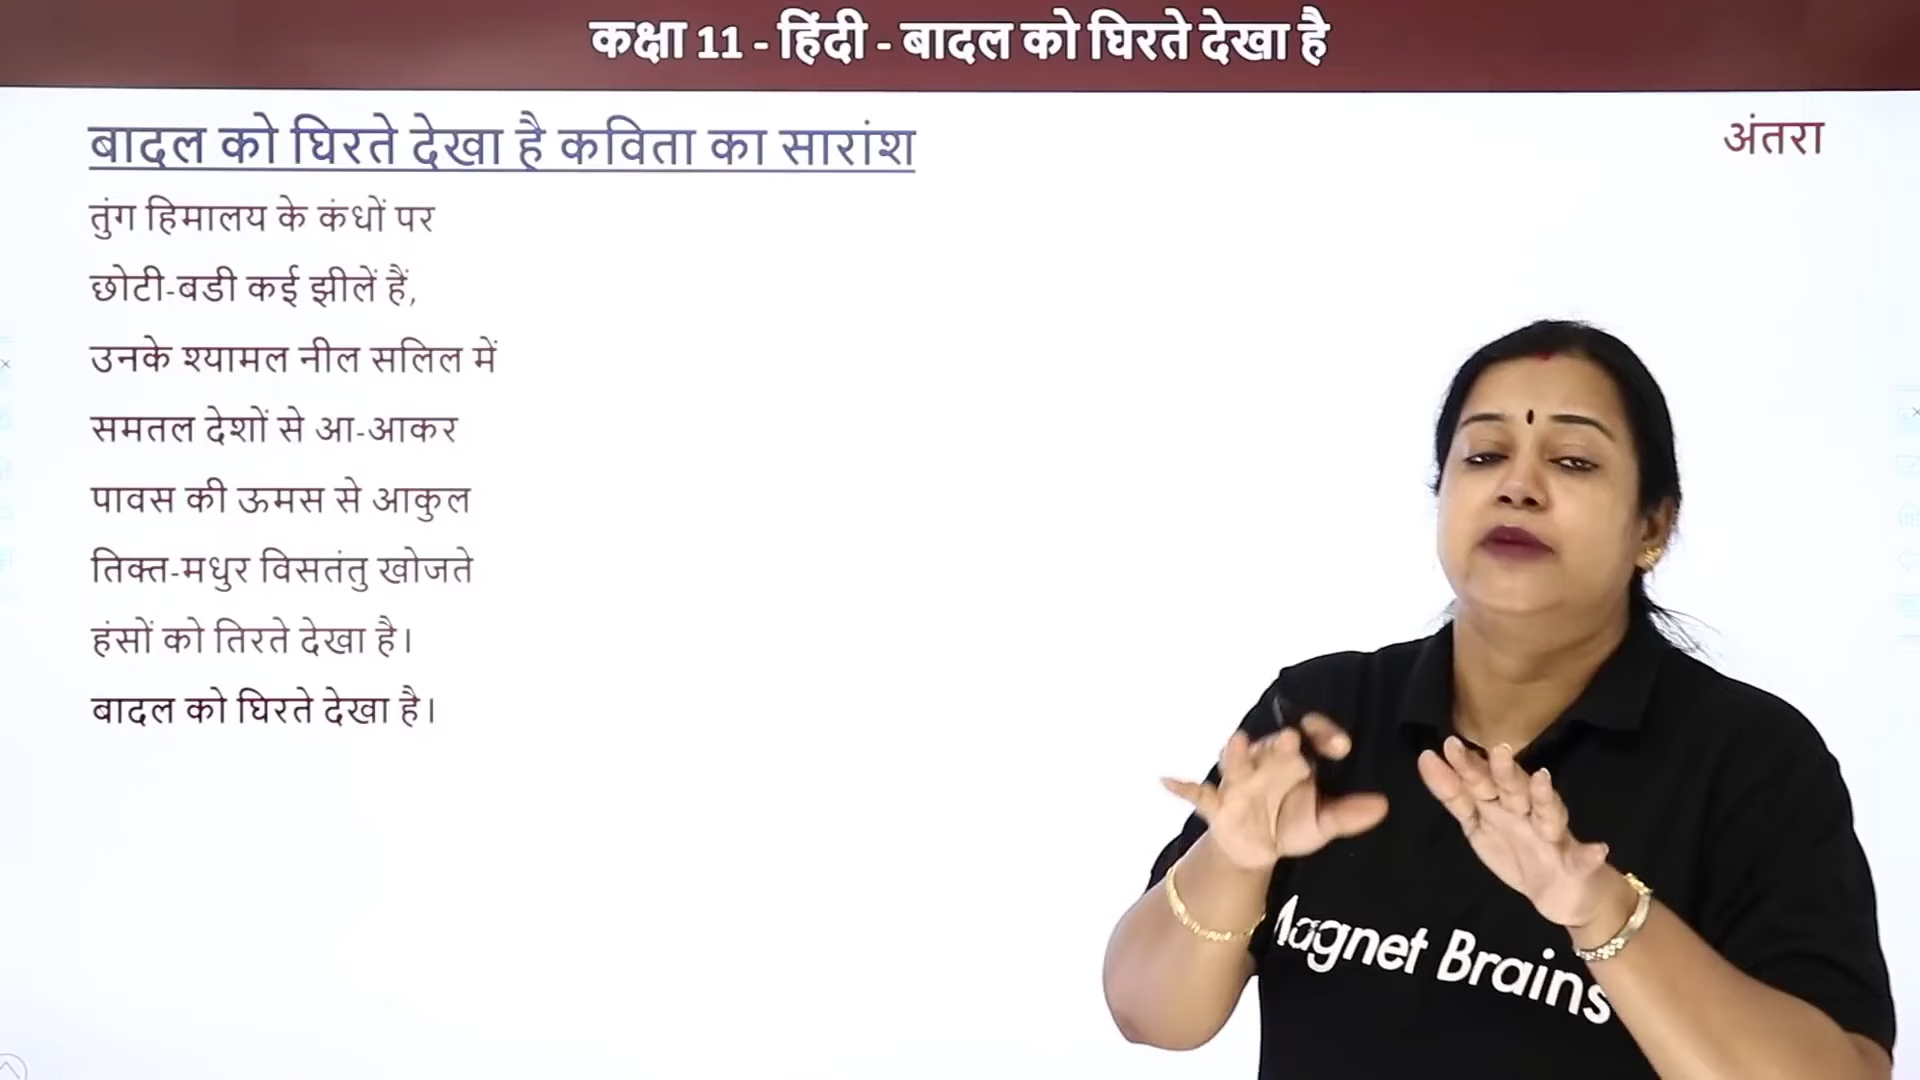 कक्षा 11 - हिंदी - बादल को घिरते देखा है
बादल को घिरते देखा है कविता का सारांश
अंतरा
तुंग हिमालय के कंधों पर
छोटी-बडी कई झीलें हैं,
उनके श्यामल नील सलिल में
समतल देशों से आ-आकर
पावस की ऊमस से आकुल
तिक्त-मधुर विसतंतु खोजते
हंसों को तिरते देखा है।
बादल को घिरते देखा है।
Magnet Brains